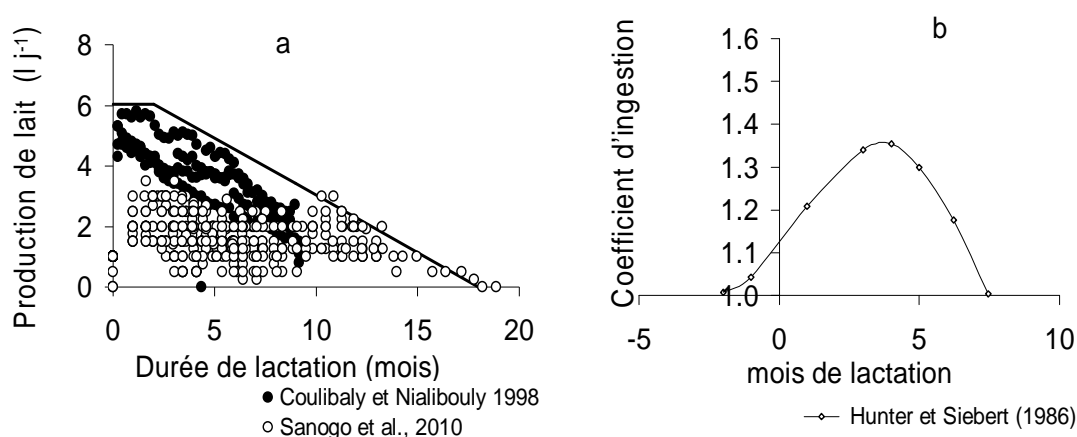 a
Production de lait (l j-1)
8
6
4
2
0
0
5
10
15
20
Durée de lactation (mois)
Coulibaly et Nialibouly 1998
Sanogo et al., 2010
b
Coefficient d'ingestion
1.6
1.5
1.4
1.3
1.2
1.1
1.0
-5
0
5
10
mois de lactation
Hunter et Siebert (1986)